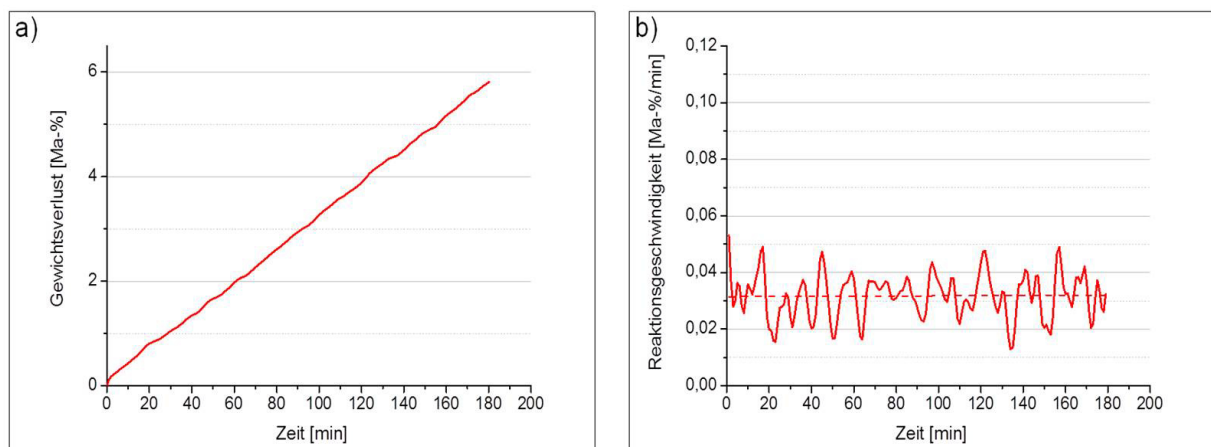 a)
Gewichtsverlust [Ma-%]
6
4
2
0
0 20 40 60 80 100 120 140 160 180 200
Zeit [min]
b)
Reaktionsgeschwindigkeit [Ma-%/min]
0,12
0,10
0,08
0,06
0,04
0,02
0,00
0 20 40 60 80 100 120 140 160 180 200
Zeit [min]